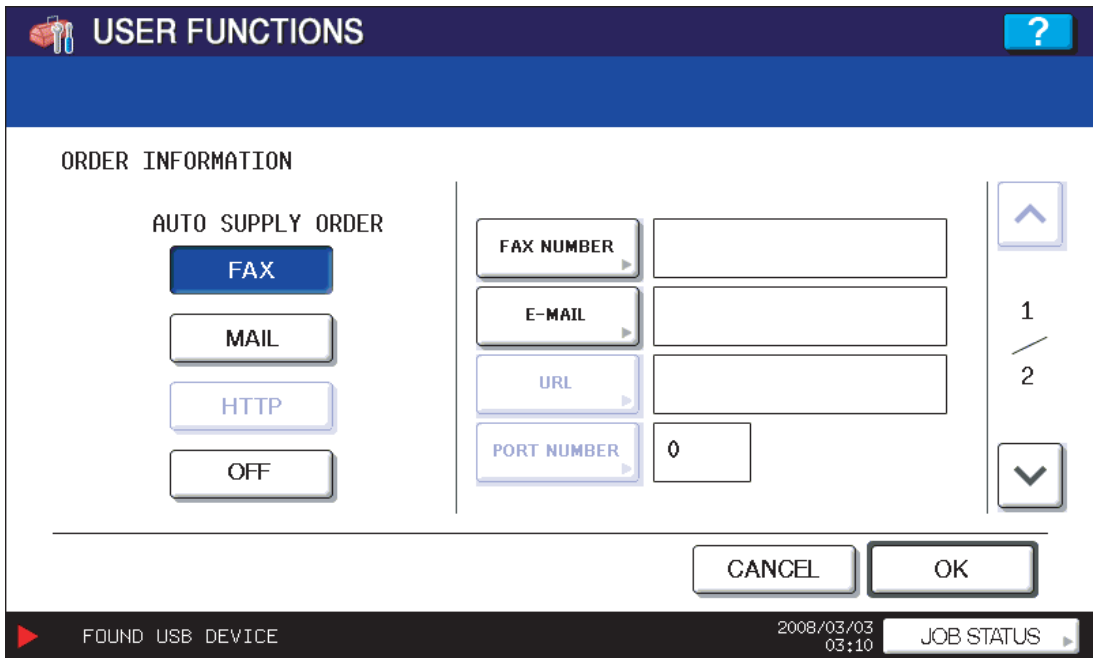 USER FUNCTIONS
?
ORDER INFORMATION
AUTO SUPPLY ORDER
FAX
MAIL
HTTP
OFF
FAX NUMBER
E-MAIL
URL
PORT NUMBER
0
1
/
2
CANCEL
OK
FOUND USB DEVICE
2008/03/03
03:10
JOB STATUS